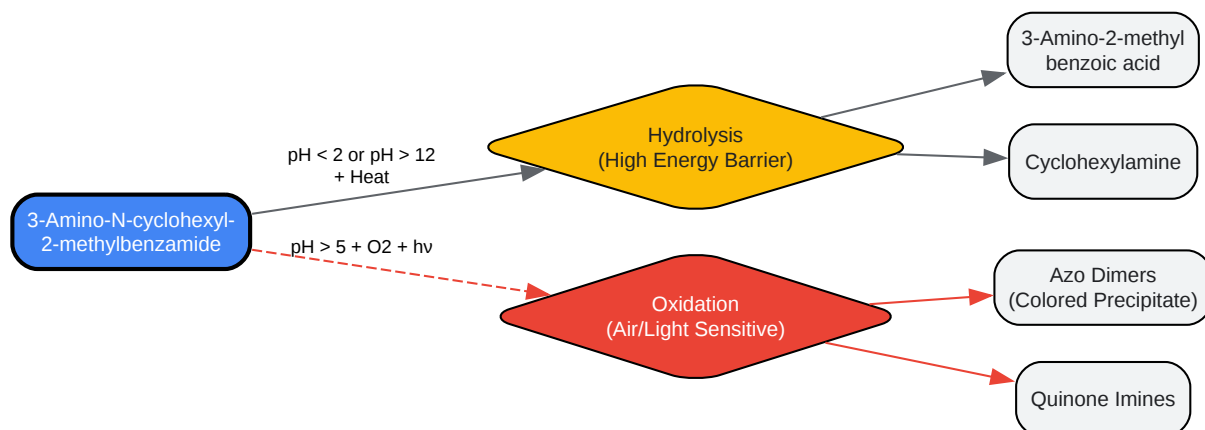 3-Amino-N-cyclohexyl-
2-methylbenzamide
pH < 2 or pH > 12
+ Heat
pH > 5 + O2 + hν
Hydrolysis
(High Energy Barrier)
Oxidation
(Air/Light Sensitive)
3-Amino-2-methyl
benzoic acid
Cyclohexylamine
Azo Dimers
(Colored Precipitate)
Quinone Imines